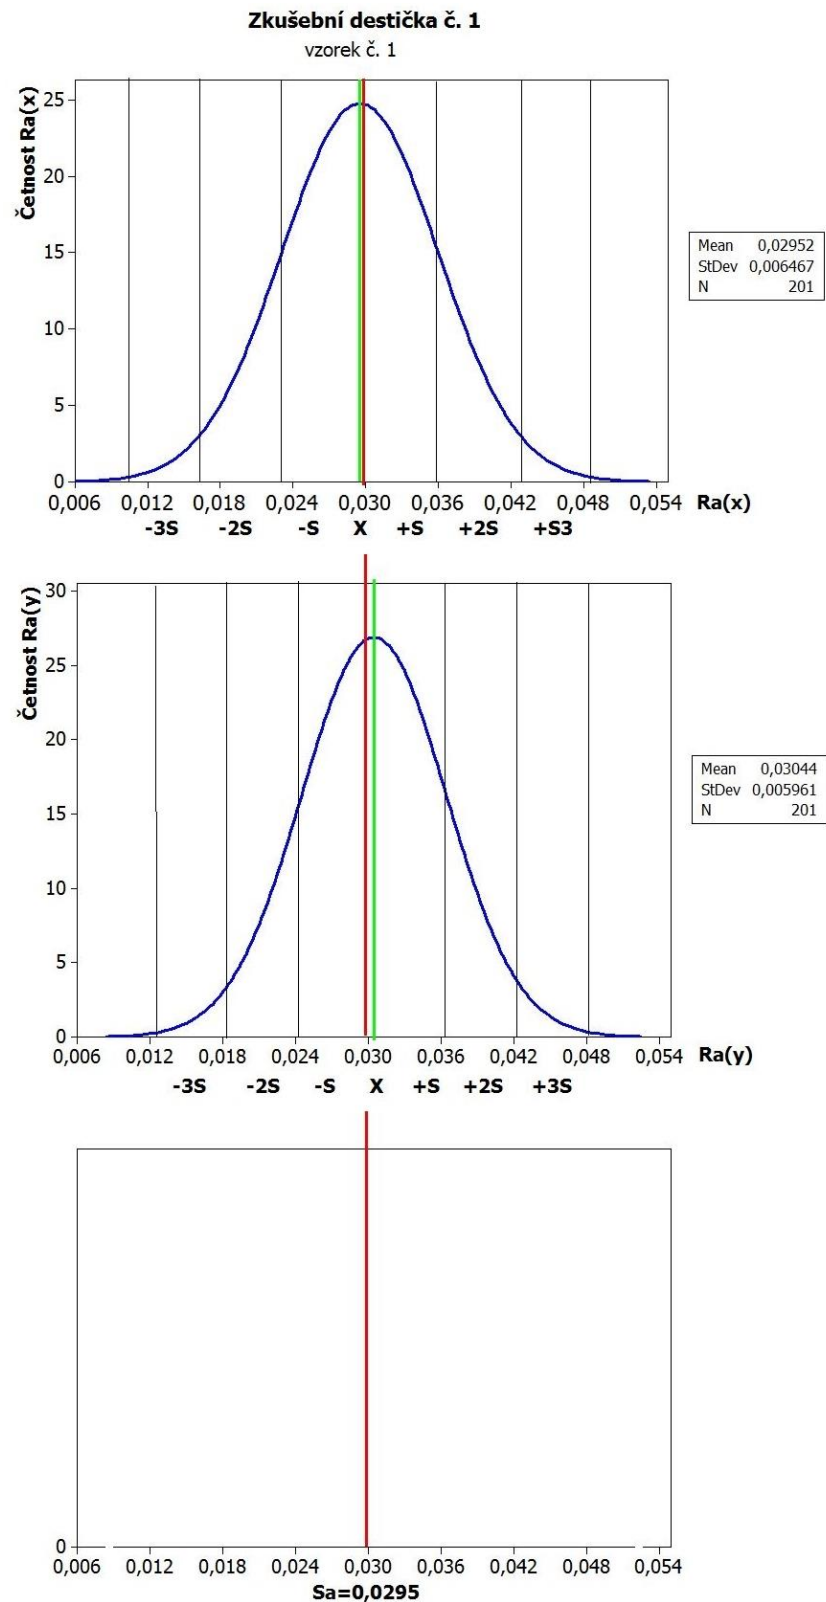 Zkušební destička č. 1
vzorek č. 1
Četnost Ra(x)
25
20
15
10
5
0
0,006 0,012 0,018 0,024 0,030 0,036 0,042 0,048 0,054 Ra(x)
-3S -2S -S X +S +2S +S3
Mean 0,02952
StDev 0,006467
N 201
Četnost Ra(y)
30
25
20
15
10
5
0
0,006 0,012 0,018 0,024 0,030 0,036 0,042 0,048 0,054 Ra(y)
-3S -2S -S X +S +2S +3S
Mean 0,03044
StDev 0,005961
N 201
0
0,006 0,012 0,018 0,024 0,030 0,036 0,042 0,048 0,054
Sa=0,0295